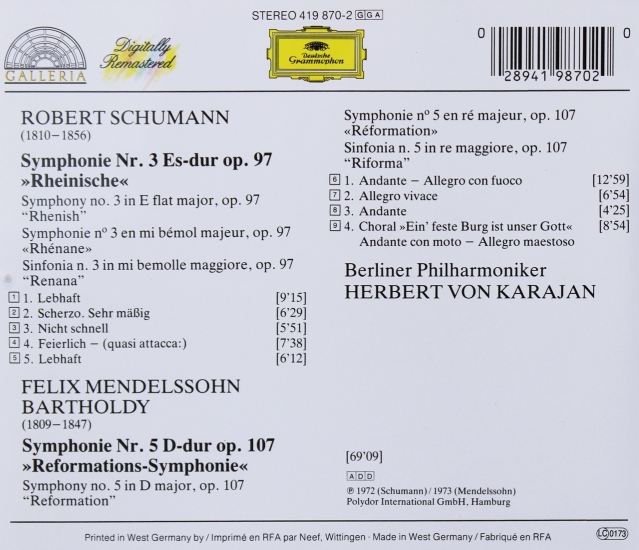 STEREO 419 870-2 GGA
GALLERIA
Digitally
Remastered
Deutsche
Grammophon
0 28941 98702 0
ROBERT SCHUMANN
(1810–1856)
Symphonie Nr. 3 Es-dur op. 97
»Rheinische«
Symphony no. 3 in E flat major, op. 97
“Rhenish”
Symphonie nº 3 en mi bémol majeur, op. 97
«Rhénane»
Sinfonia n. 3 in mi bemolle maggiore, op. 97
“Renana”
1 1. Lebhaft [9'15]
2 2. Scherzo. Sehr mäßig [6'29]
3 3. Nicht schnell [5'51]
4 4. Feierlich – (quasi attacca:) [7'38]
5 5. Lebhaft [6'12]
FELIX MENDELSSOHN
BARTHOLDY
(1809–1847)
Symphonie Nr. 5 D-dur op. 107
»Reformations-Symphonie«
Symphony no. 5 in D major, op. 107
“Reformation”
Symphonie nº 5 en ré majeur, op. 107
«Réformation»
Sinfonia n. 5 in re maggiore, op. 107
“Riforma”
6 1. Andante – Allegro con fuoco [12'59]
7 2. Allegro vivace [6'54]
8 3. Andante [4'25]
9 4. Choral »Ein' feste Burg ist unser Gott« [8'54]
Andante con moto – Allegro maestoso
Berliner Philharmoniker
HERBERT VON KARAJAN
[69'09]
ADD
℗ 1972 (Schumann) / 1973 (Mendelssohn)
Polydor International GmbH, Hamburg
Printed in West Germany by / Imprimé en RFA par Neef, Wittingen · Made in West Germany / Fabriqué en RFA
LC 0173